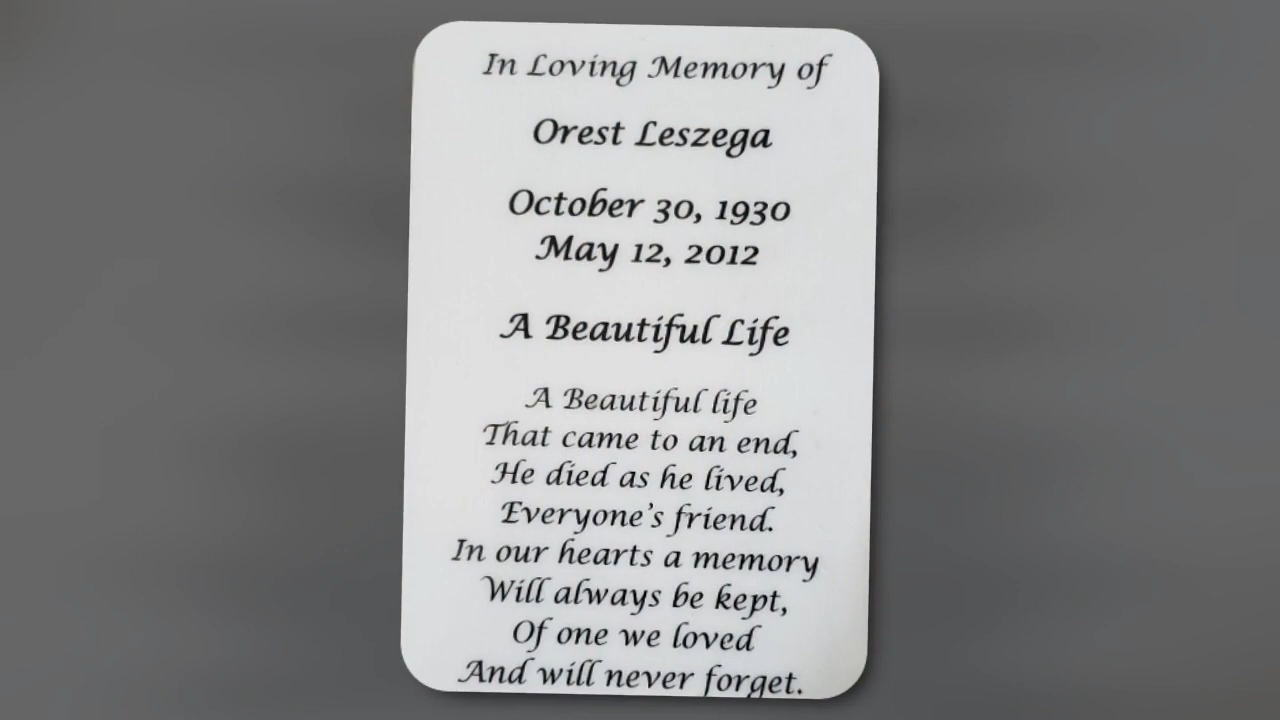 In Loving Memory of
Orest Leszega
October 30, 1930
May 12, 2012
A Beautiful Life
A Beautiful life
That came to an end,
He died as he lived,
Everyone's friend.
In our hearts a memory
Will always be kept,
Of one we loved
And will never forget.